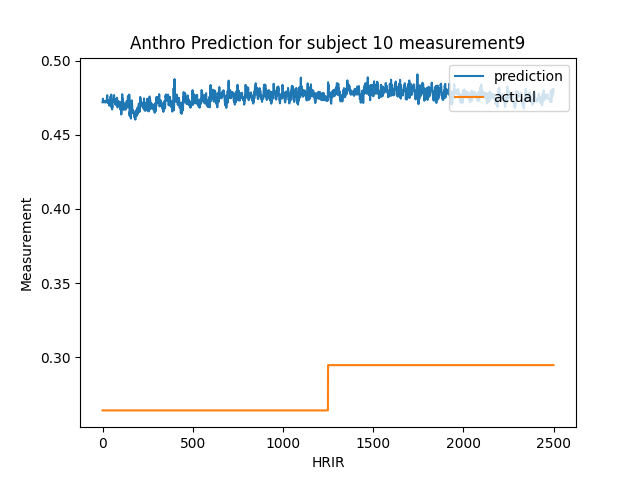 Anthro Prediction for subject 10 measurement9
prediction
actual
0.50
0.45
0.40
0.35
0.30
Measurement
0
500
1000
1500
2000
2500
HRIR